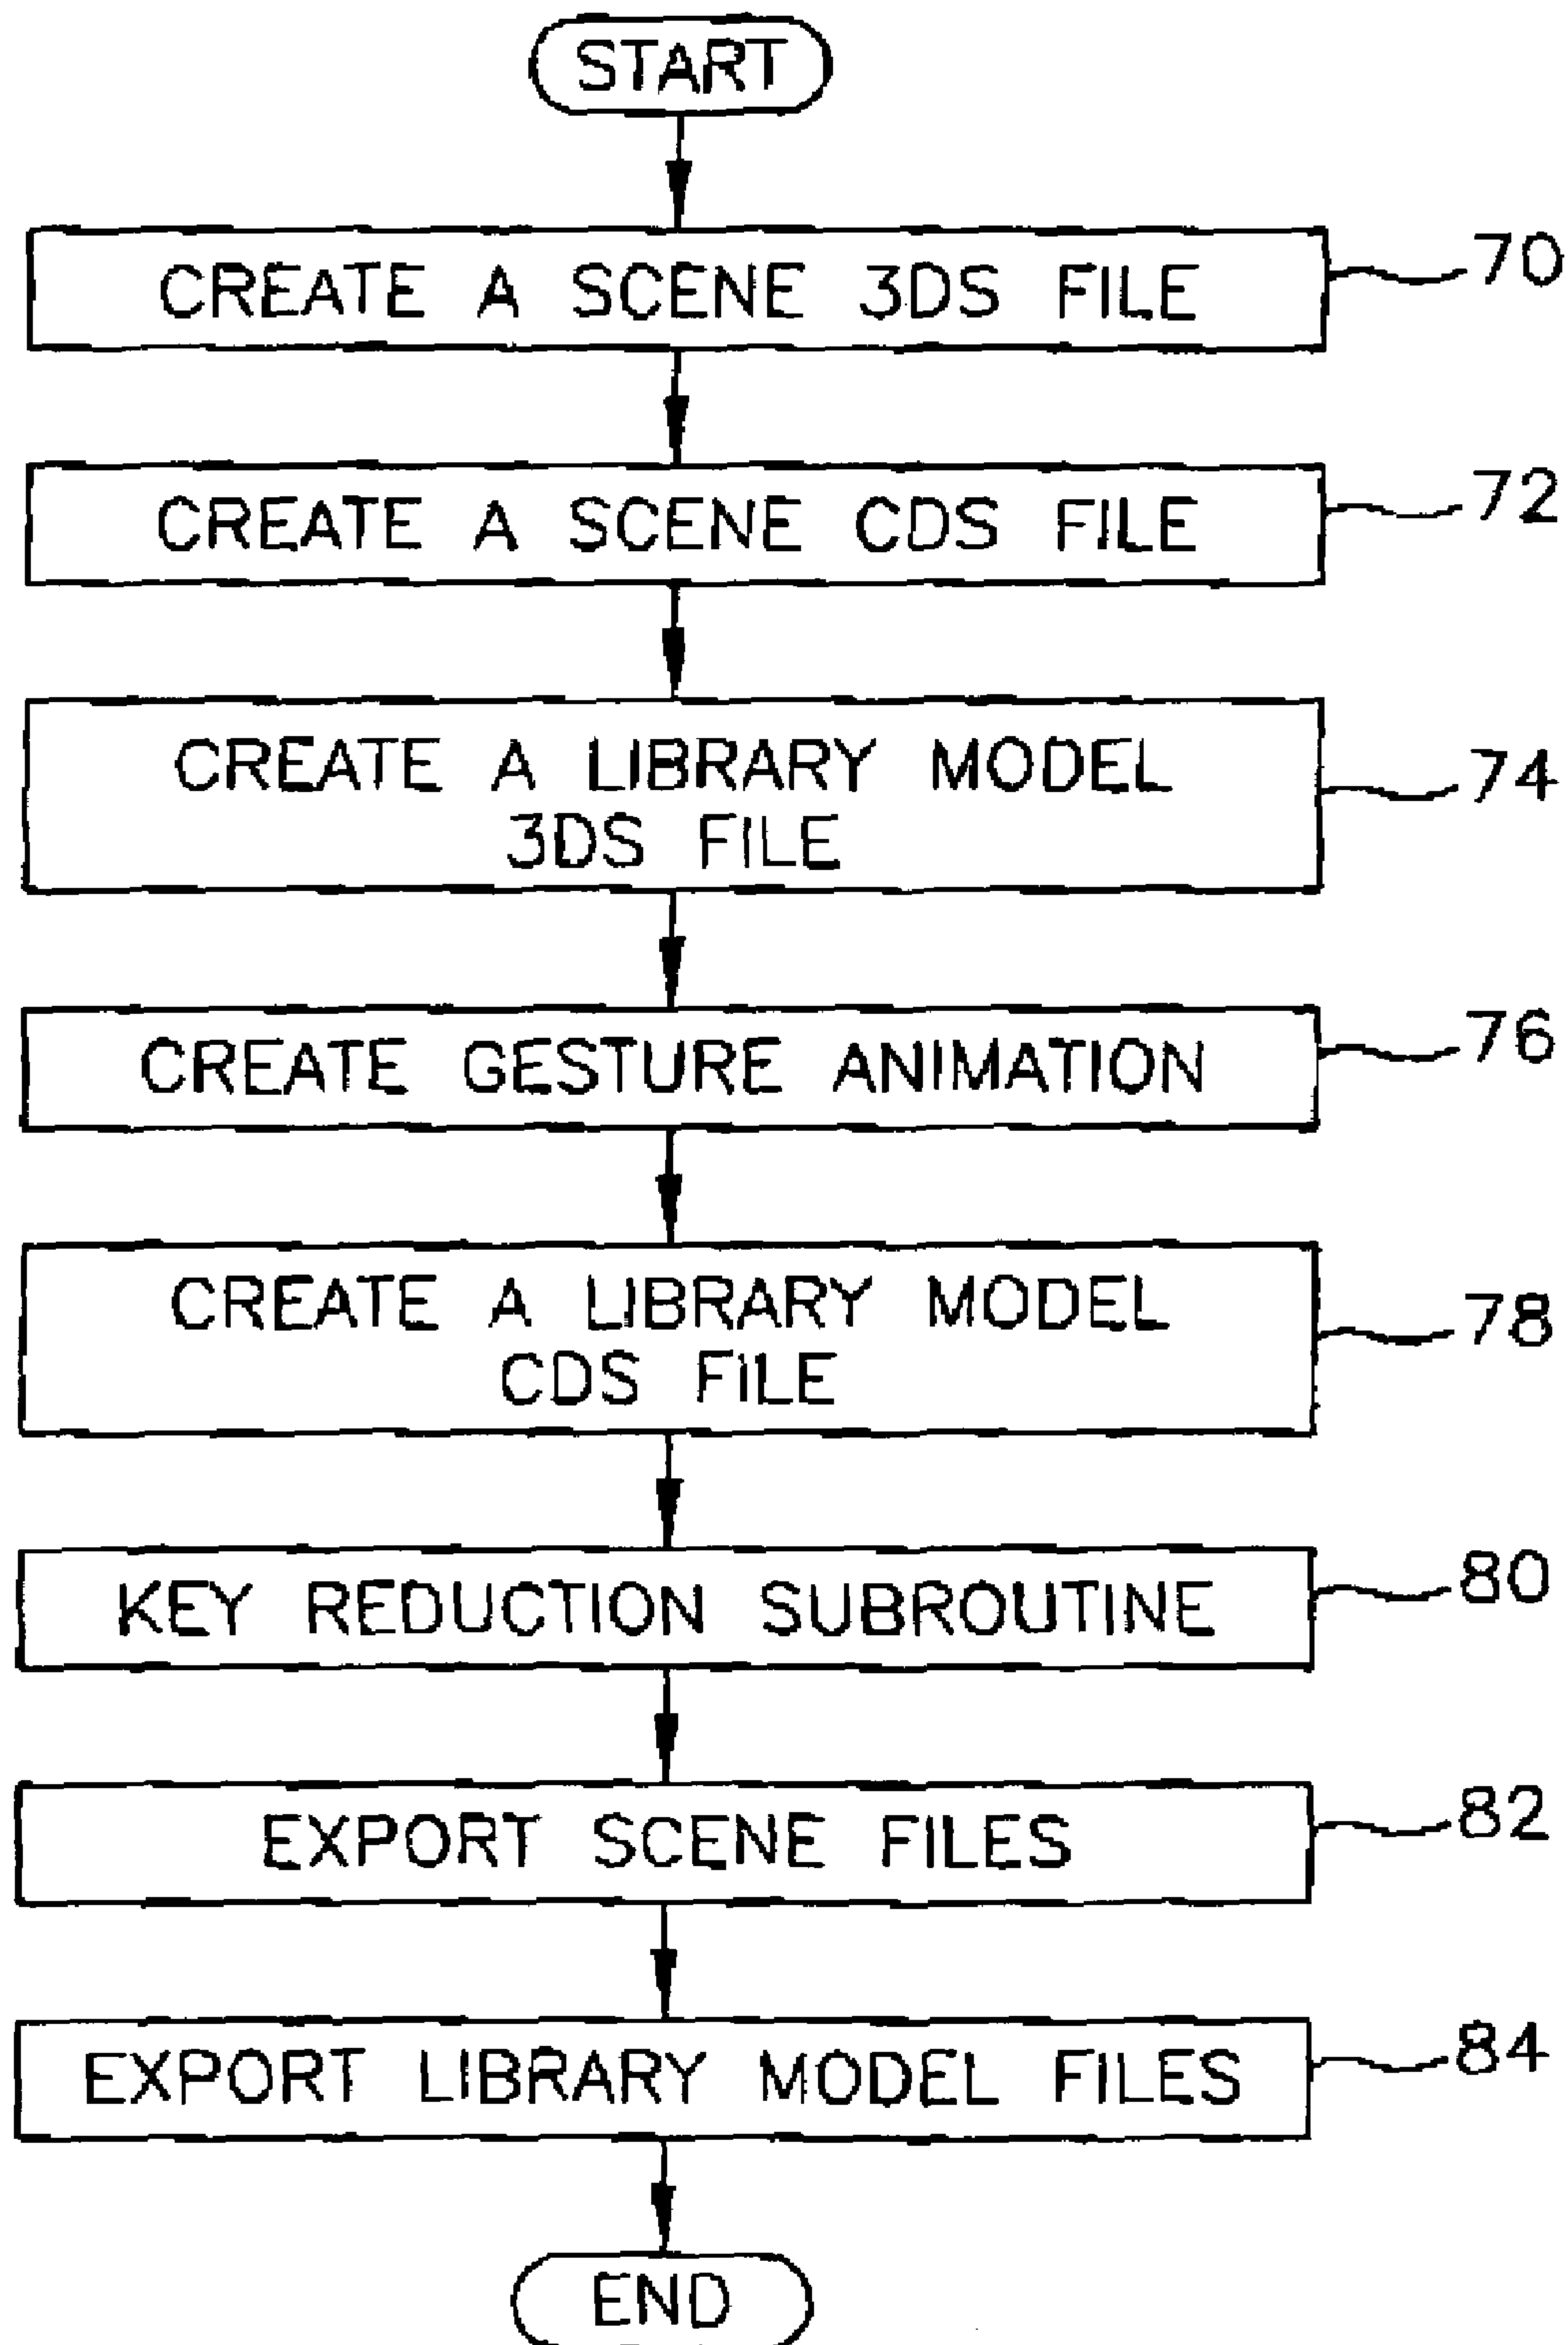 START
CREATE A SCENE 3DS FILE
70
CREATE A SCENE CDS FILE
72
CREATE A LIBRARY MODEL
3DS FILE
74
CREATE GESTURE ANIMATION
76
CREATE A LIBRARY MODEL
CDS FILE
78
KEY REDUCTION SUBROUTINE
80
EXPORT SCENE FILES
82
EXPORT LIBRARY MODEL FILES
84
END